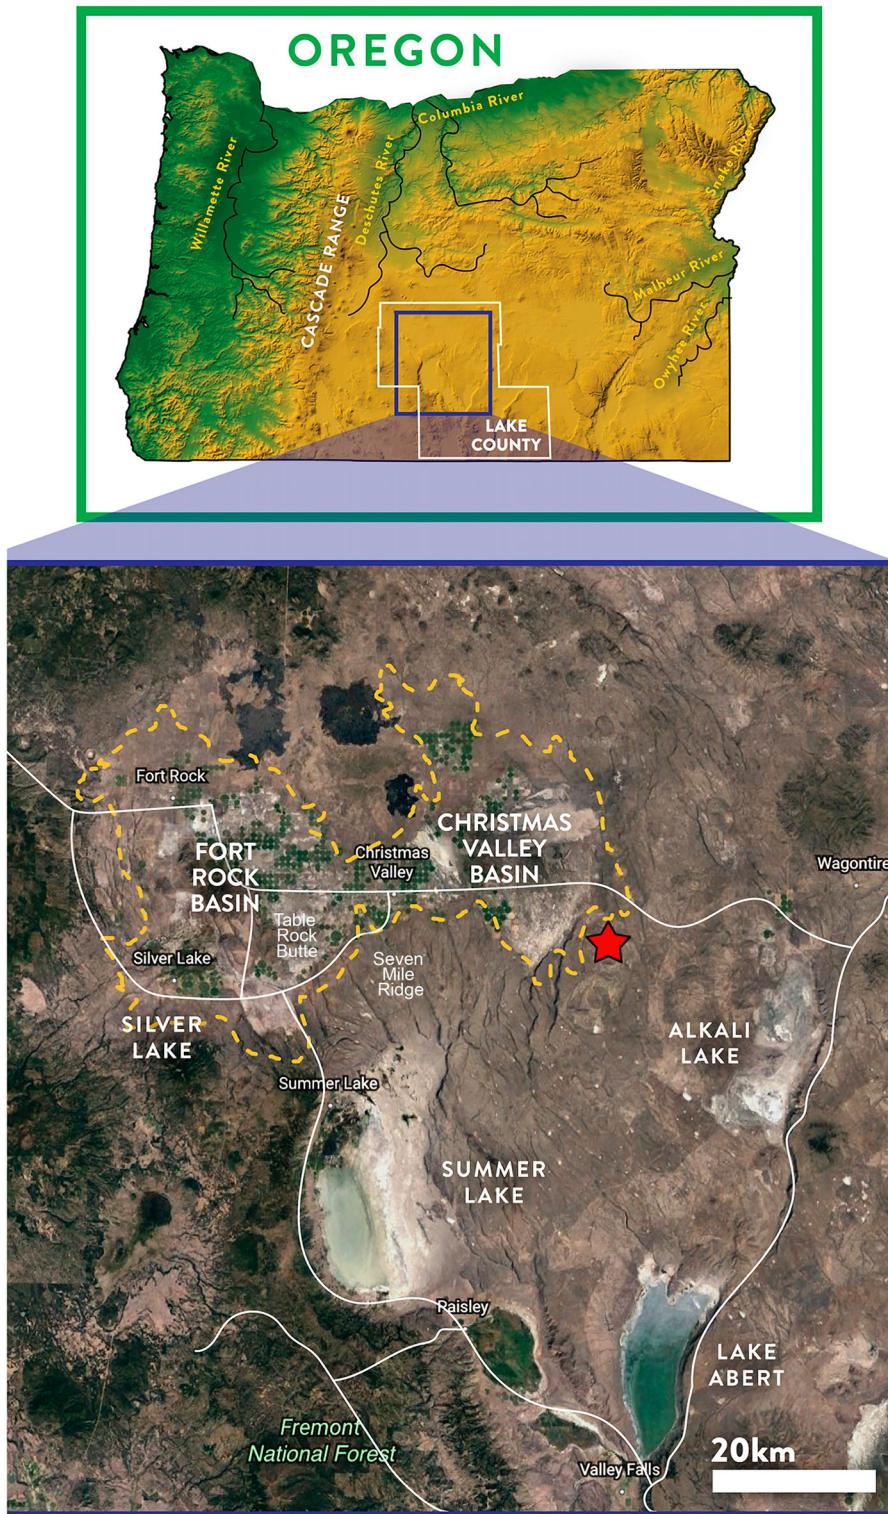 OREGON
Columbia River
Willamette River
Deschutes River
Snake River
CASCADE RANGE
Malheur River
Owyhee River
LAKE
COUNTY
Fort Rock
CHRISTMAS
VALLEY
BASIN
FORT
ROCK
BASIN
Christmas
Valley
Wagontire
Table
Rock
Butte
Silver Lake
Seven
Mile
Ridge
SILVER
LAKE
ALKALI
LAKE
Summer Lake
SUMMER
LAKE
Paisley
LAKE
ABERT
Fremont
National Forest
20km
Valley Falls